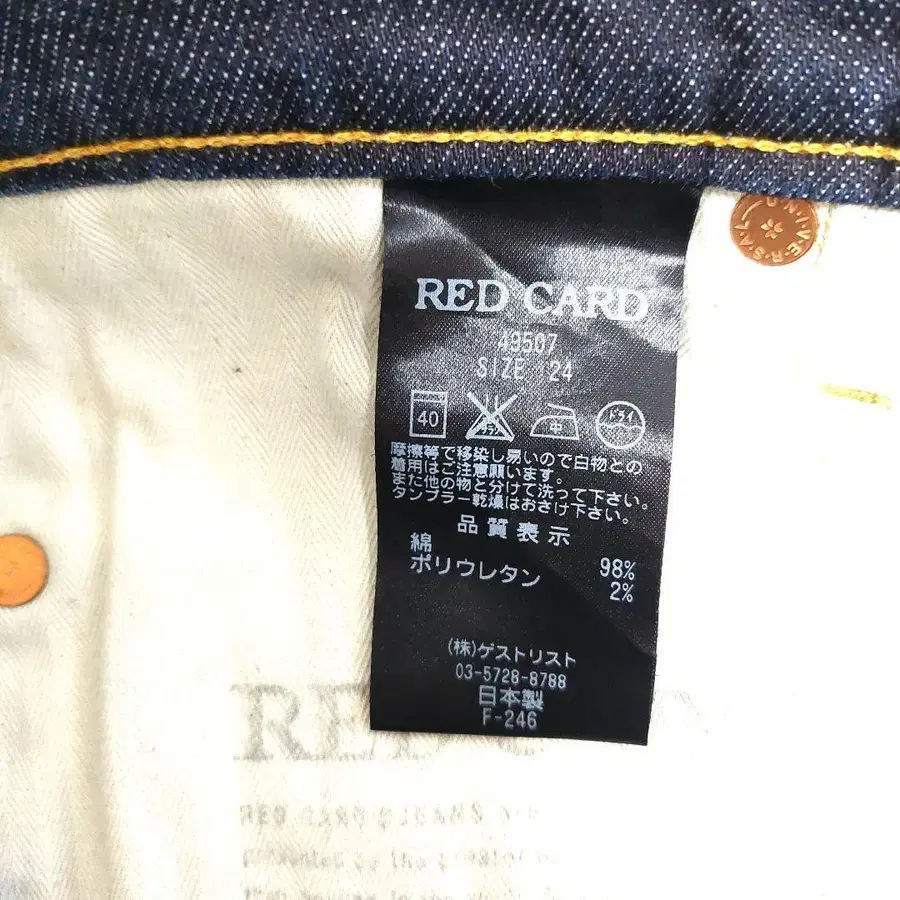 RED CARD
49507
SIZE 24
40
中
ドライ
摩擦等で移染し易いので白物との
着用はご注意願います。
また他の物と分けて洗って下さい。
タンブラー乾燥はおさけ下さい。
品質表示
綿 98%
ポリウレタン 2%
(株)ゲストリスト
03-5728-8788
日本製
F-246
UNIVERSAL
RED CARD